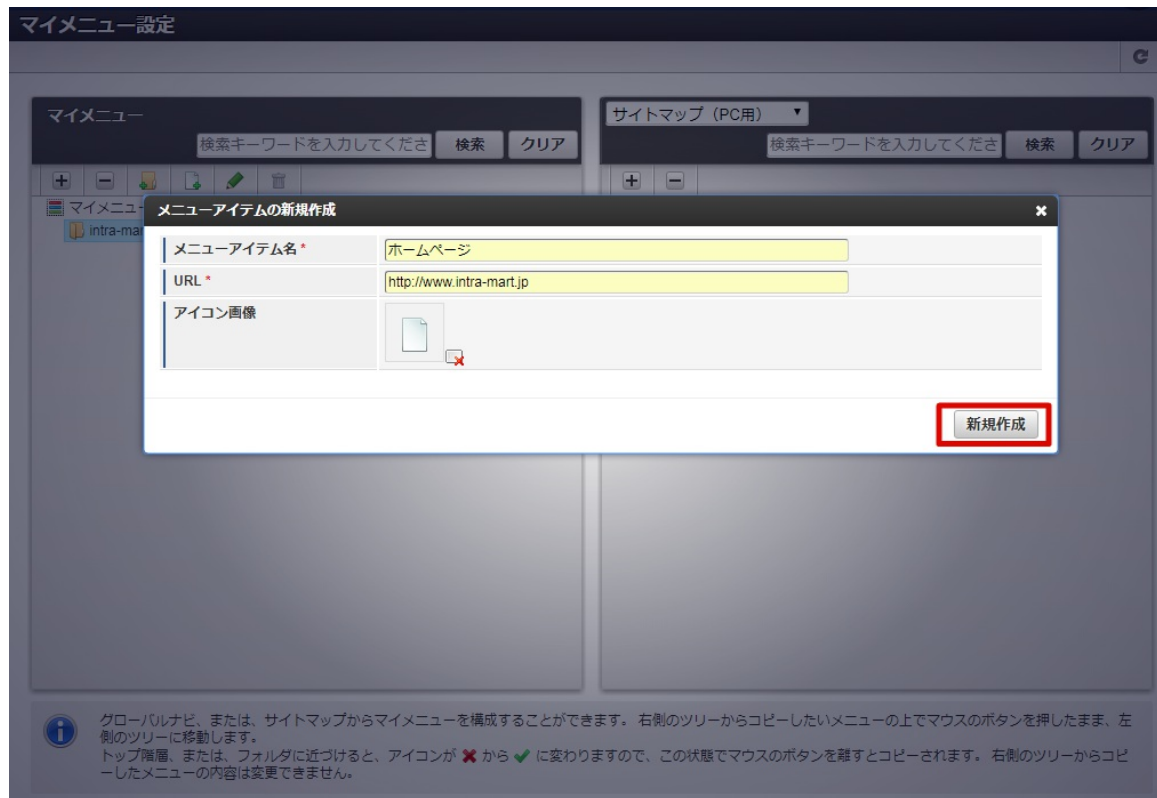 マイメニュー設定
マイメニュー
検索キーワードを入力してくださ 検索 クリア
サイトマップ（PC用）
検索キーワードを入力してくださ 検索 クリア
マイメニュー
intra-mar
メニューアイテムの新規作成
メニューアイテム名 *
ホームページ
URL *
http://www.intra-mart.jp
アイコン画像
新規作成
グローバルナビ、または、サイトマップからマイメニューを構成することができます。 右側のツリーからコピーしたいメニューの上でマウスのボタンを押したまま、左
側のツリーに移動します。
トップ階層、または、フォルダに近づけると、アイコンが ✖ から ✔ に変わりますので、この状態でマウスのボタンを離すとコピーされます。 右側のツリーからコピ
ーしたメニューの内容は変更できません。